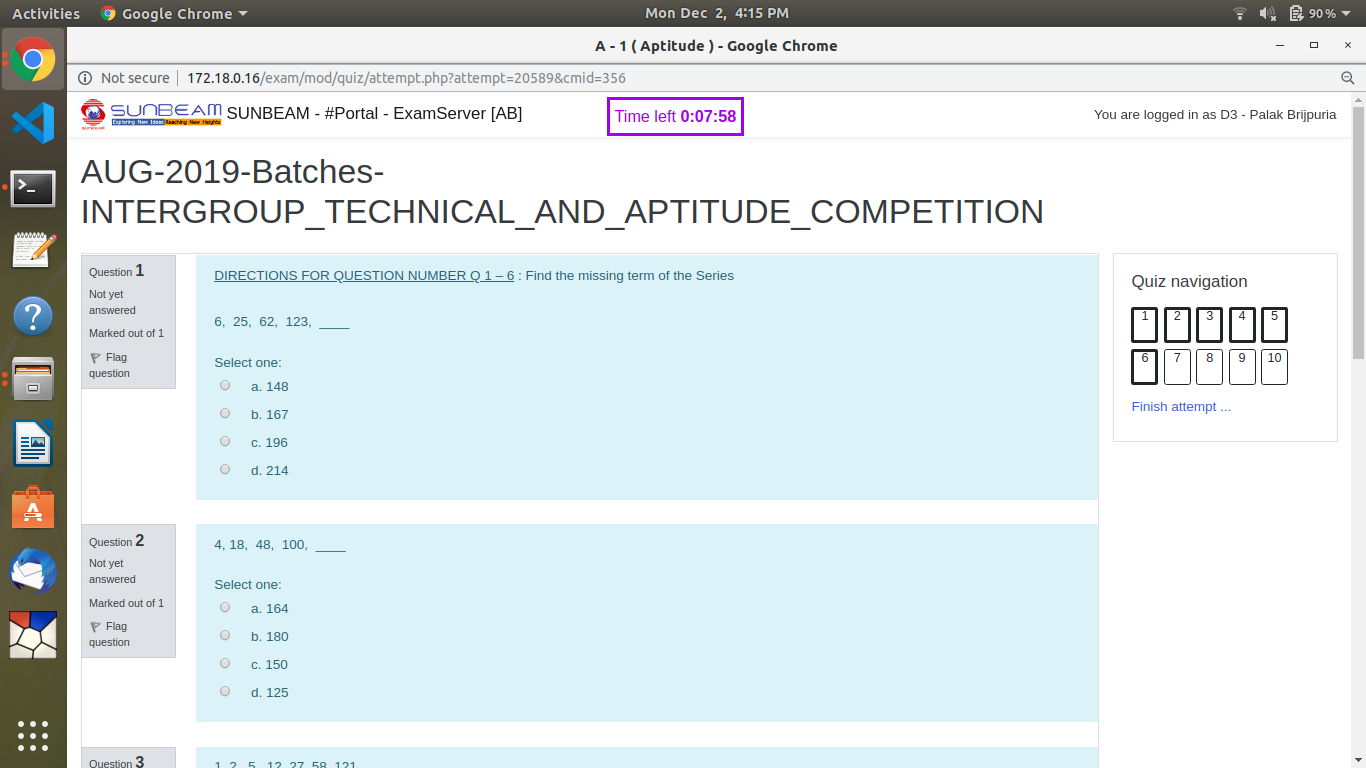 Activities Google Chrome Mon Dec 2, 4:15 PM 90%
A - 1 ( Aptitude ) - Google Chrome
Not secure 172.18.0.16/exam/mod/quiz/attempt.php?attempt=20589&cmid=356
SUNBEAM SUNBEAM - #Portal - ExamServer [AB] Time left 0:07:58 You are logged in as D3 - Palak Brijpuria
Exploring New Ideas Reaching New Heights
SUNBEAM
AUG-2019-Batches-
INTERGROUP_TECHNICAL_AND_APTITUDE_COMPETITION
Question 1
Not yet
answered
Marked out of 1
Flag
question
DIRECTIONS FOR QUESTION NUMBER Q 1 – 6 : Find the missing term of the Series
6, 25, 62, 123, ____
Select one:
a. 148
b. 167
c. 196
d. 214
Quiz navigation
1 2 3 4 5
6 7 8 9 10
Finish attempt ...
Question 2
Not yet
answered
Marked out of 1
Flag
question
4, 18, 48, 100, ____
Select one:
a. 164
b. 180
c. 150
d. 125
Question 3
1, 2, 5, 12, 27, 58, 121